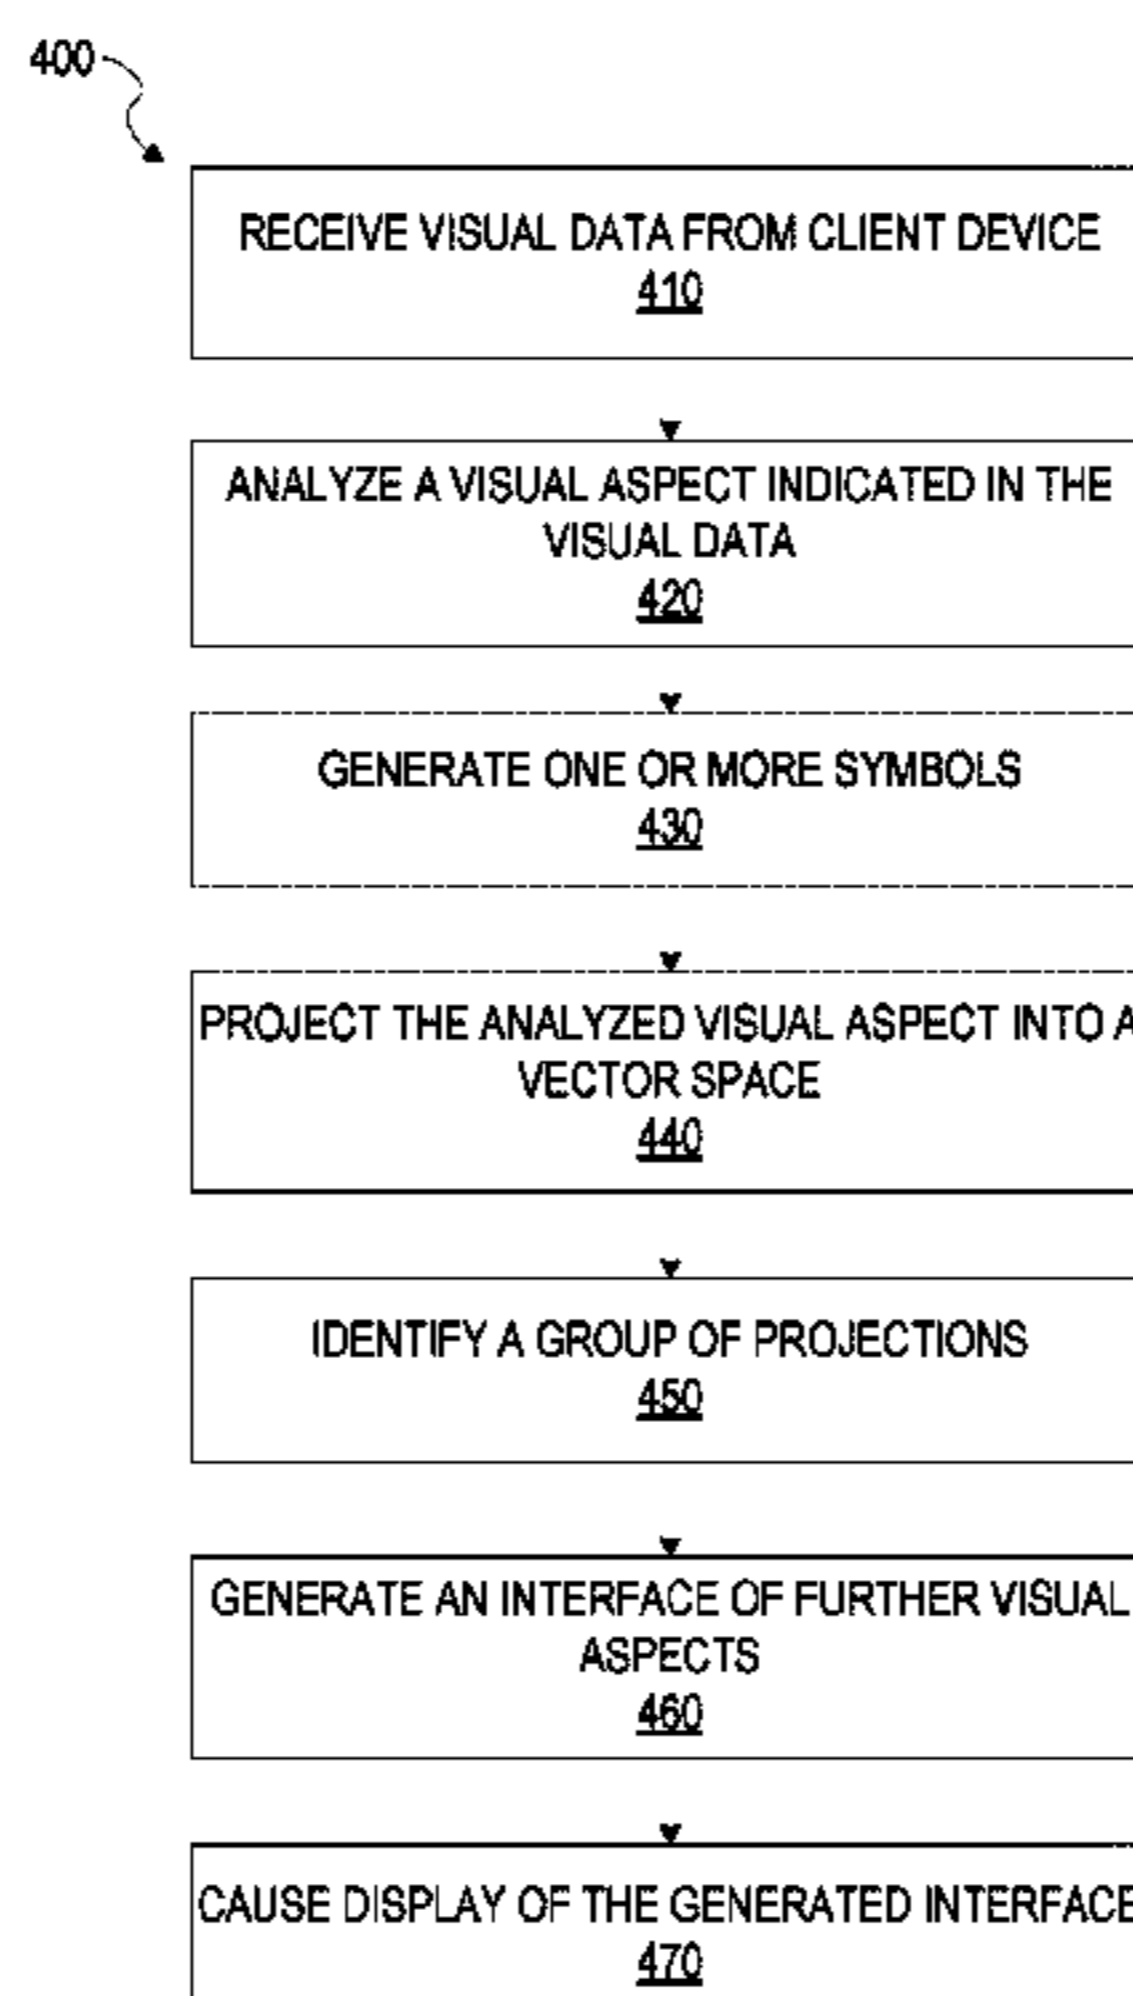 400
RECEIVE VISUAL DATA FROM CLIENT DEVICE
410
ANALYZE A VISUAL ASPECT INDICATED IN THE
VISUAL DATA
420
GENERATE ONE OR MORE SYMBOLS
430
PROJECT THE ANALYZED VISUAL ASPECT INTO A
VECTOR SPACE
440
IDENTIFY A GROUP OF PROJECTIONS
450
GENERATE AN INTERFACE OF FURTHER VISUAL
ASPECTS
460
CAUSE DISPLAY OF THE GENERATED INTERFACE
470